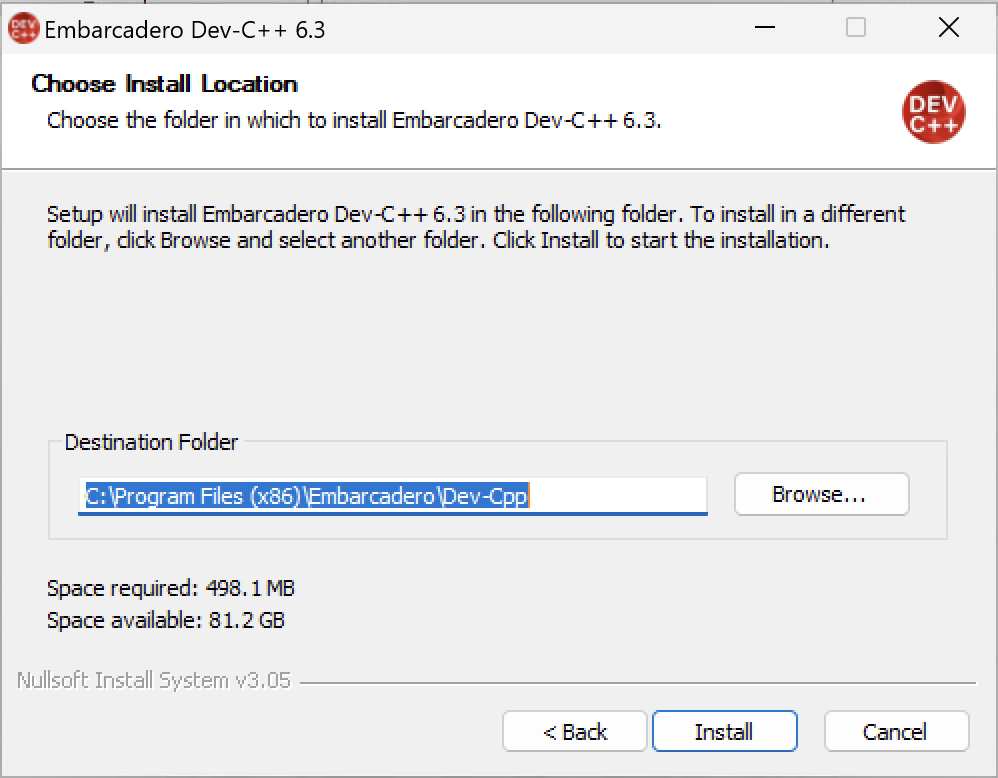 DEV
C++
Embarcadero Dev-C++ 6.3
Choose Install Location
Choose the folder in which to install Embarcadero Dev-C++ 6.3.
DEV
C++
Setup will install Embarcadero Dev-C++ 6.3 in the following folder. To install in a different
folder, click Browse and select another folder. Click Install to start the installation.
Destination Folder
C:\Program Files (x86)\Embarcadero\Dev-Cpp
Browse...
Space required: 498.1 MB
Space available: 81.2 GB
Nullsoft Install System v3.05
< Back
Install
Cancel